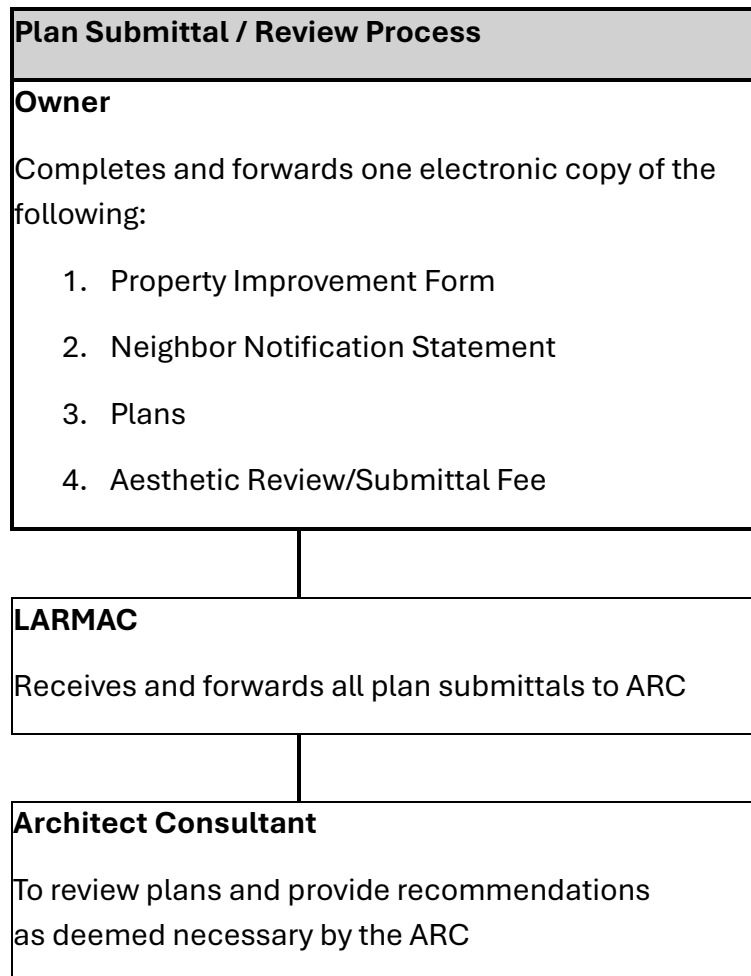 Plan Submittal / Review Process
Owner
Completes and forwards one electronic copy of the
following:
1. Property Improvement Form
2. Neighbor Notification Statement
3. Plans
4. Aesthetic Review/Submittal Fee
LARMAC
Receives and forwards all plan submittals to ARC
Architect Consultant
To review plans and provide recommendations
as deemed necessary by the ARC